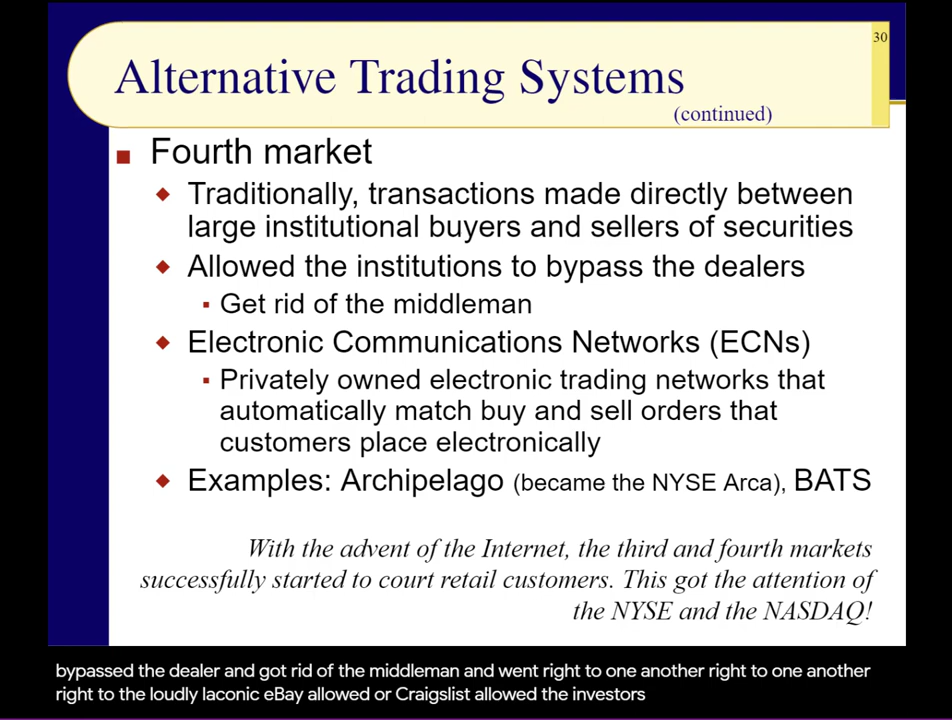 30
Alternative Trading Systems
(continued)
Fourth market
Traditionally, transactions made directly between
large institutional buyers and sellers of securities
Allowed the institutions to bypass the dealers
Get rid of the middleman
Electronic Communications Networks (ECNs)
Privately owned electronic trading networks that
automatically match buy and sell orders that
customers place electronically
Examples: Archipelago (became the NYSE Arca), BATS
With the advent of the Internet, the third and fourth markets
successfully started to court retail customers. This got the attention of
the NYSE and the NASDAQ!
bypassed the dealer and got rid of the middleman and went right to one another right to one another
right to the loudly laconic eBay allowed or Craigslist allowed the investors